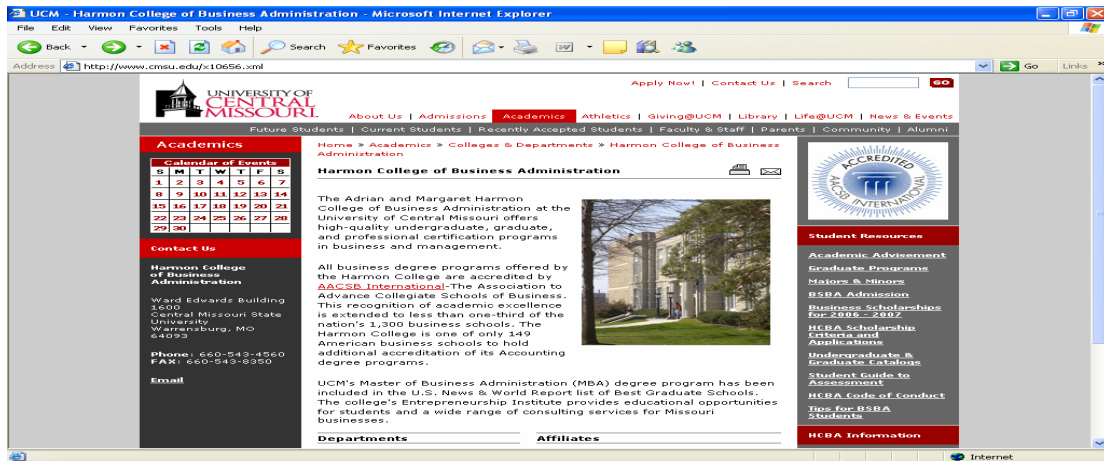 UCM - Harmon College of Business Administration - Microsoft Internet Explorer
File Edit View Favorites Tools Help
Back Search Favorites
Address http://www.cmsu.edu/x10656.xml Go Links »
UNIVERSITY OF
CENTRAL
MISSOURI.
Apply Now! | Contact Us | Search GO
About Us | Admissions Academics Athletics | Giving@UCM | Library | Life@UCM | News & Events
Future Students | Current Students | Recently Accepted Students | Faculty & Staff | Parents | Community | Alumni
Academics
Calendar of Events
S M T W T F S
1 2 3 4 5 6 7
8 9 10 11 12 13 14
15 16 17 18 19 20 21
22 23 24 25 26 27 28
29 30
Contact Us
Harmon College
of Business
Administration
Ward Edwards Building
1600
Central Missouri State
University
Warrensburg, MO
64093
Phone: 660-543-4560
FAX: 660-543-8350
Email
Home » Academics » Colleges & Departments » Harmon College of Business
Administration
Harmon College of Business Administration
The Adrian and Margaret Harmon
College of Business Administration at the
University of Central Missouri offers
high-quality undergraduate, graduate,
and professional certification programs
in business and management.
All business degree programs offered by
the Harmon College are accredited by
AACSB International-The Association to
Advance Collegiate Schools of Business.
This recognition of academic excellence
is extended to less than one-third of the
nation's 1,300 business schools. The
Harmon College is one of only 149
American business schools to hold
additional accreditation of its Accounting
degree programs.
UCM's Master of Business Administration (MBA) degree program has been
included in the U.S. News & World Report list of Best Graduate Schools.
The college's Entrepreneurship Institute provides educational opportunities
for students and a wide range of consulting services for Missouri
businesses.
Departments Affiliates
ACCREDITED
AACSB INTERNATIONAL
Student Resources
Academic Advisement
Graduate Programs
Majors & Minors
BSBA Admission
Business Scholarships
for 2006 - 2007
HCBA Scholarship
Criteria and
Applications
Undergraduate &
Graduate Catalogs
Student Guide to
Assessment
HCBA Code of Conduct
Tips for BSBA
Students
HCBA Information
Internet